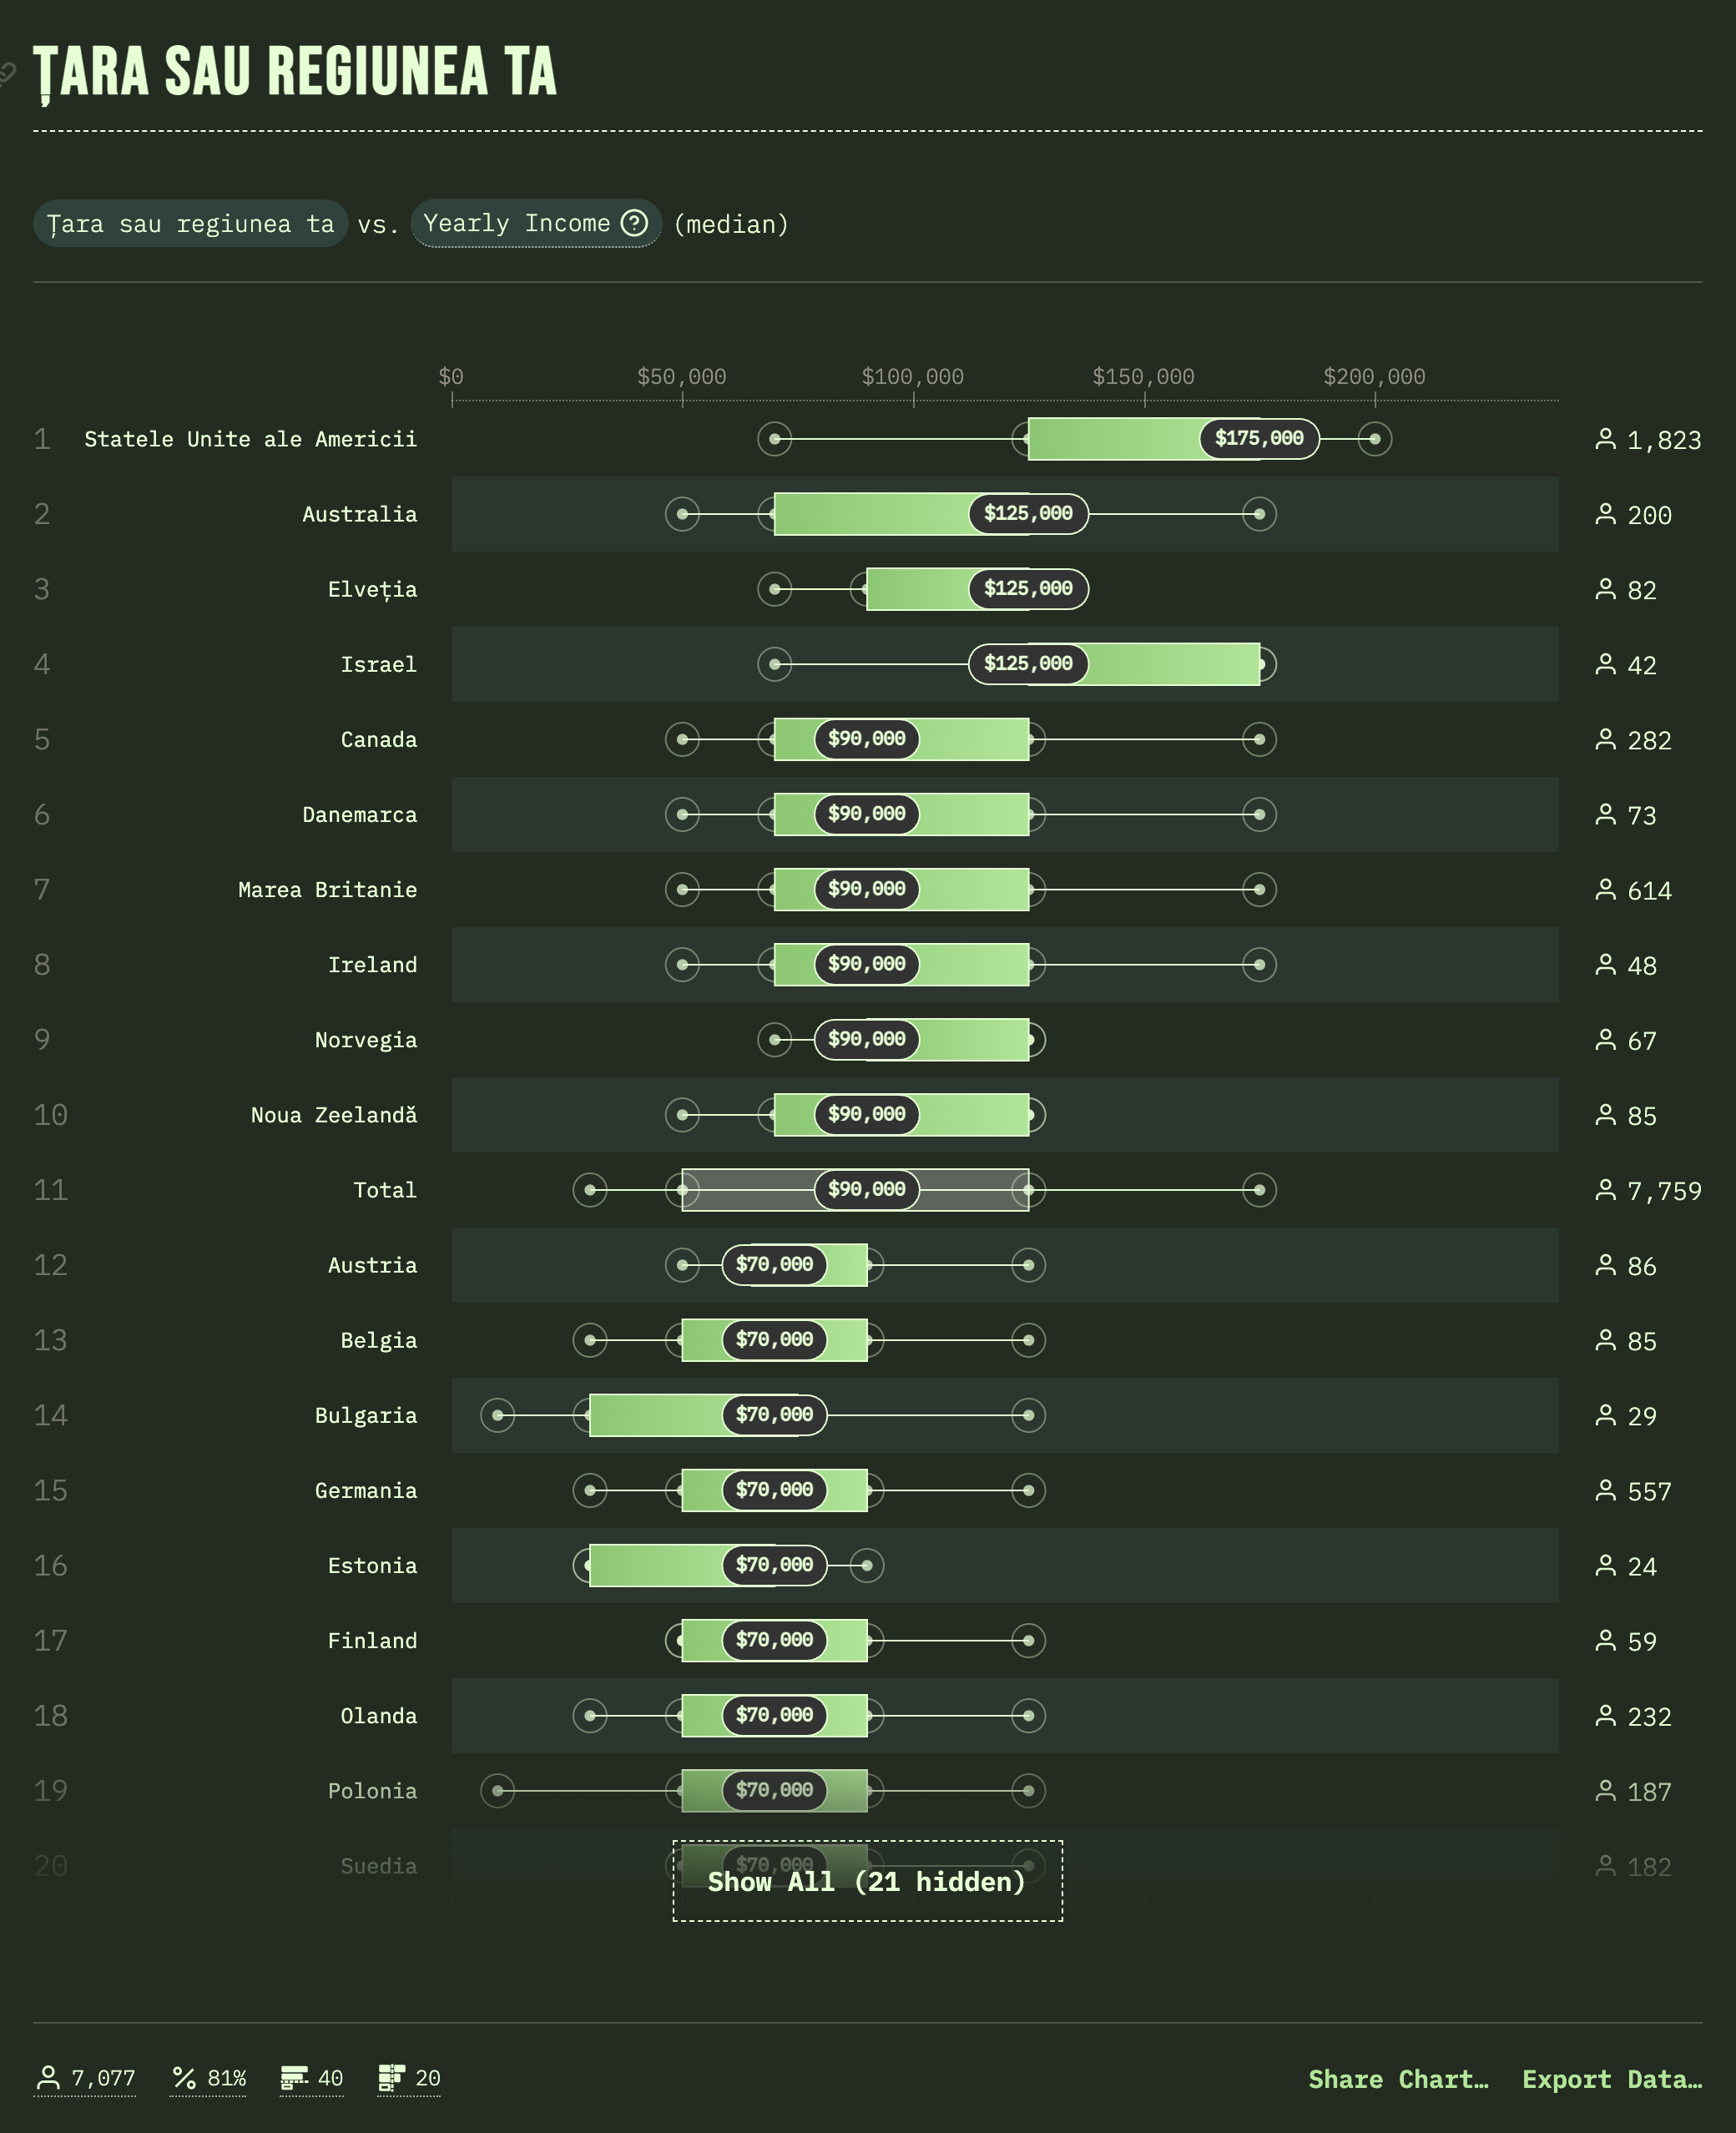 ȚARA SAU REGIUNEA TA
Țara sau regiunea ta vs. Yearly Income ? (median)
$0 $50,000 $100,000 $150,000 $200,000
1 Statele Unite ale Americii $175,000 1,823
2 Australia $125,000 200
3 Elveția $125,000 82
4 Israel $125,000 42
5 Canada $90,000 282
6 Danemarca $90,000 73
7 Marea Britanie $90,000 614
8 Ireland $90,000 48
9 Norvegia $90,000 67
10 Noua Zeelandă $90,000 85
11 Total $90,000 7,759
12 Austria $70,000 86
13 Belgia $70,000 85
14 Bulgaria $70,000 29
15 Germania $70,000 557
16 Estonia $70,000 24
17 Finland $70,000 59
18 Olanda $70,000 232
19 Polonia $70,000 187
20 Suedia $70,000 182
Show All (21 hidden)
7,077 % 81% 40 20 Share Chart… Export Data…